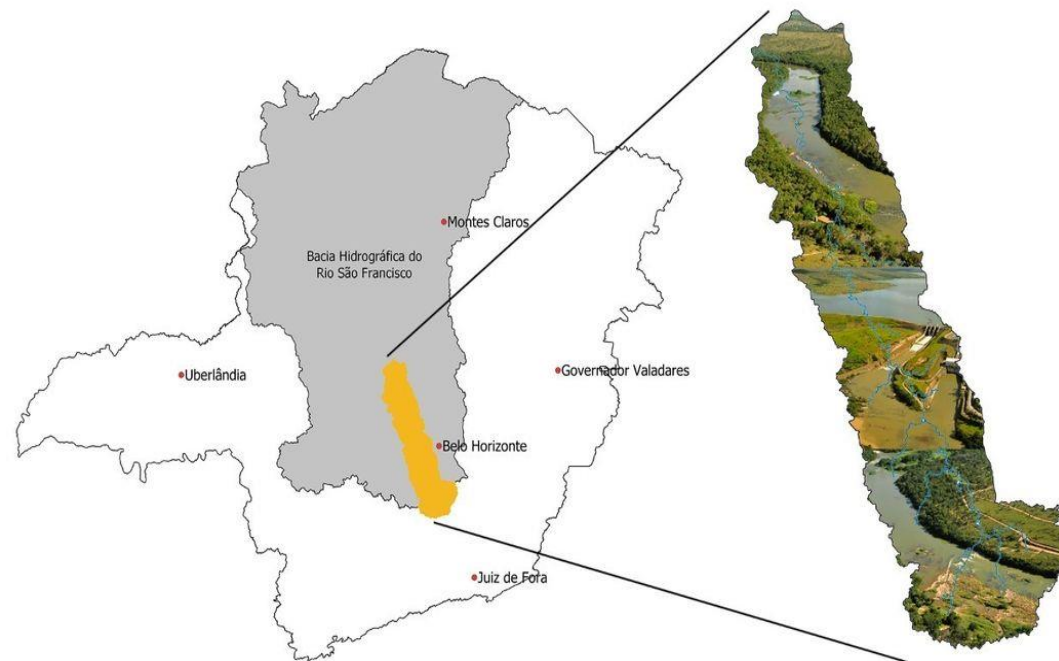 Montes Claros
Bacia Hidrográfica do
Rio São Francisco
Uberlândia
Governador Valadares
Belo Horizonte
Juiz de Fora